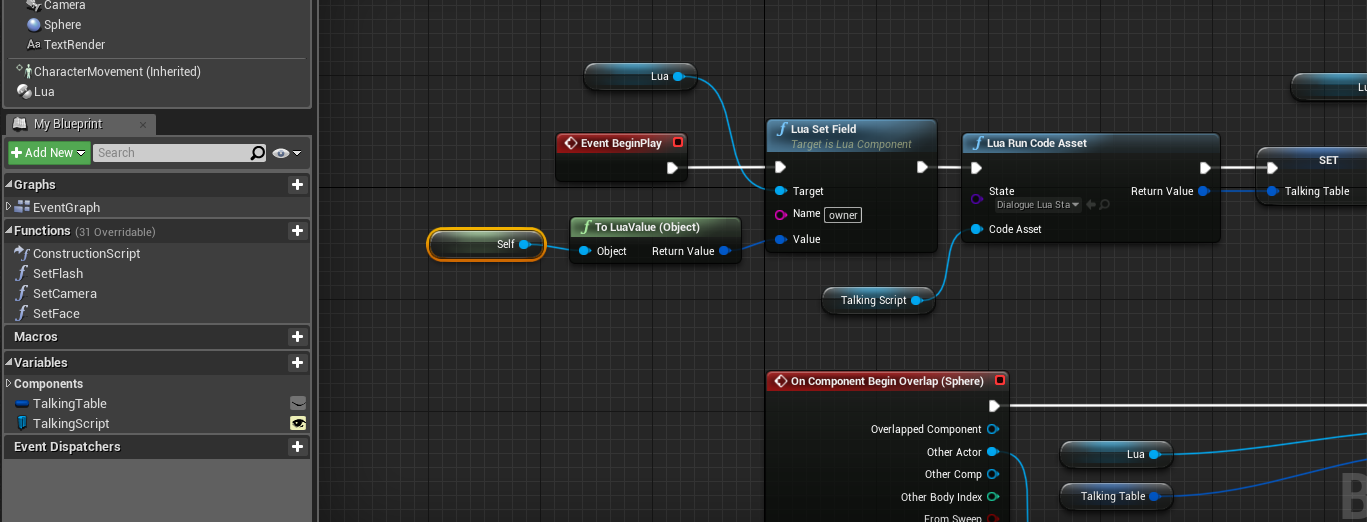 Camera
Sphere
Aa TextRender
CharacterMovement (Inherited)
Lua
My Blueprint
Add New
Search
Graphs
EventGraph
Functions (31 Overridable)
ConstructionScript
SetFlash
SetCamera
SetFace
Macros
Variables
Components
TalkingTable
TalkingScript
Event Dispatchers
Lua
Event BeginPlay
Self
To LuaValue (Object)
Object Return Value
Lua Set Field
Target is Lua Component
Target
Name owner
Value
Lua Run Code Asset
State Return Value
Dialogue Lua Sta
Code Asset
Talking Script
SET
Talking Table
On Component Begin Overlap (Sphere)
Overlapped Component
Other Actor
Other Comp
Other Body Index
From Sweep
Lua
Talking Table